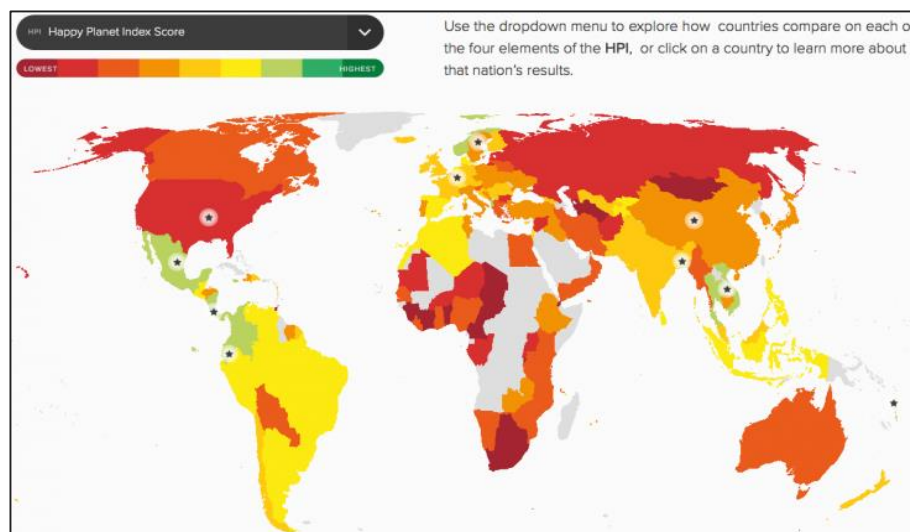 HPI Happy Planet Index Score
LOWEST HIGHEST
Use the dropdown menu to explore how countries compare on each o
the four elements of the HPI, or click on a country to learn more about
that nation's results.